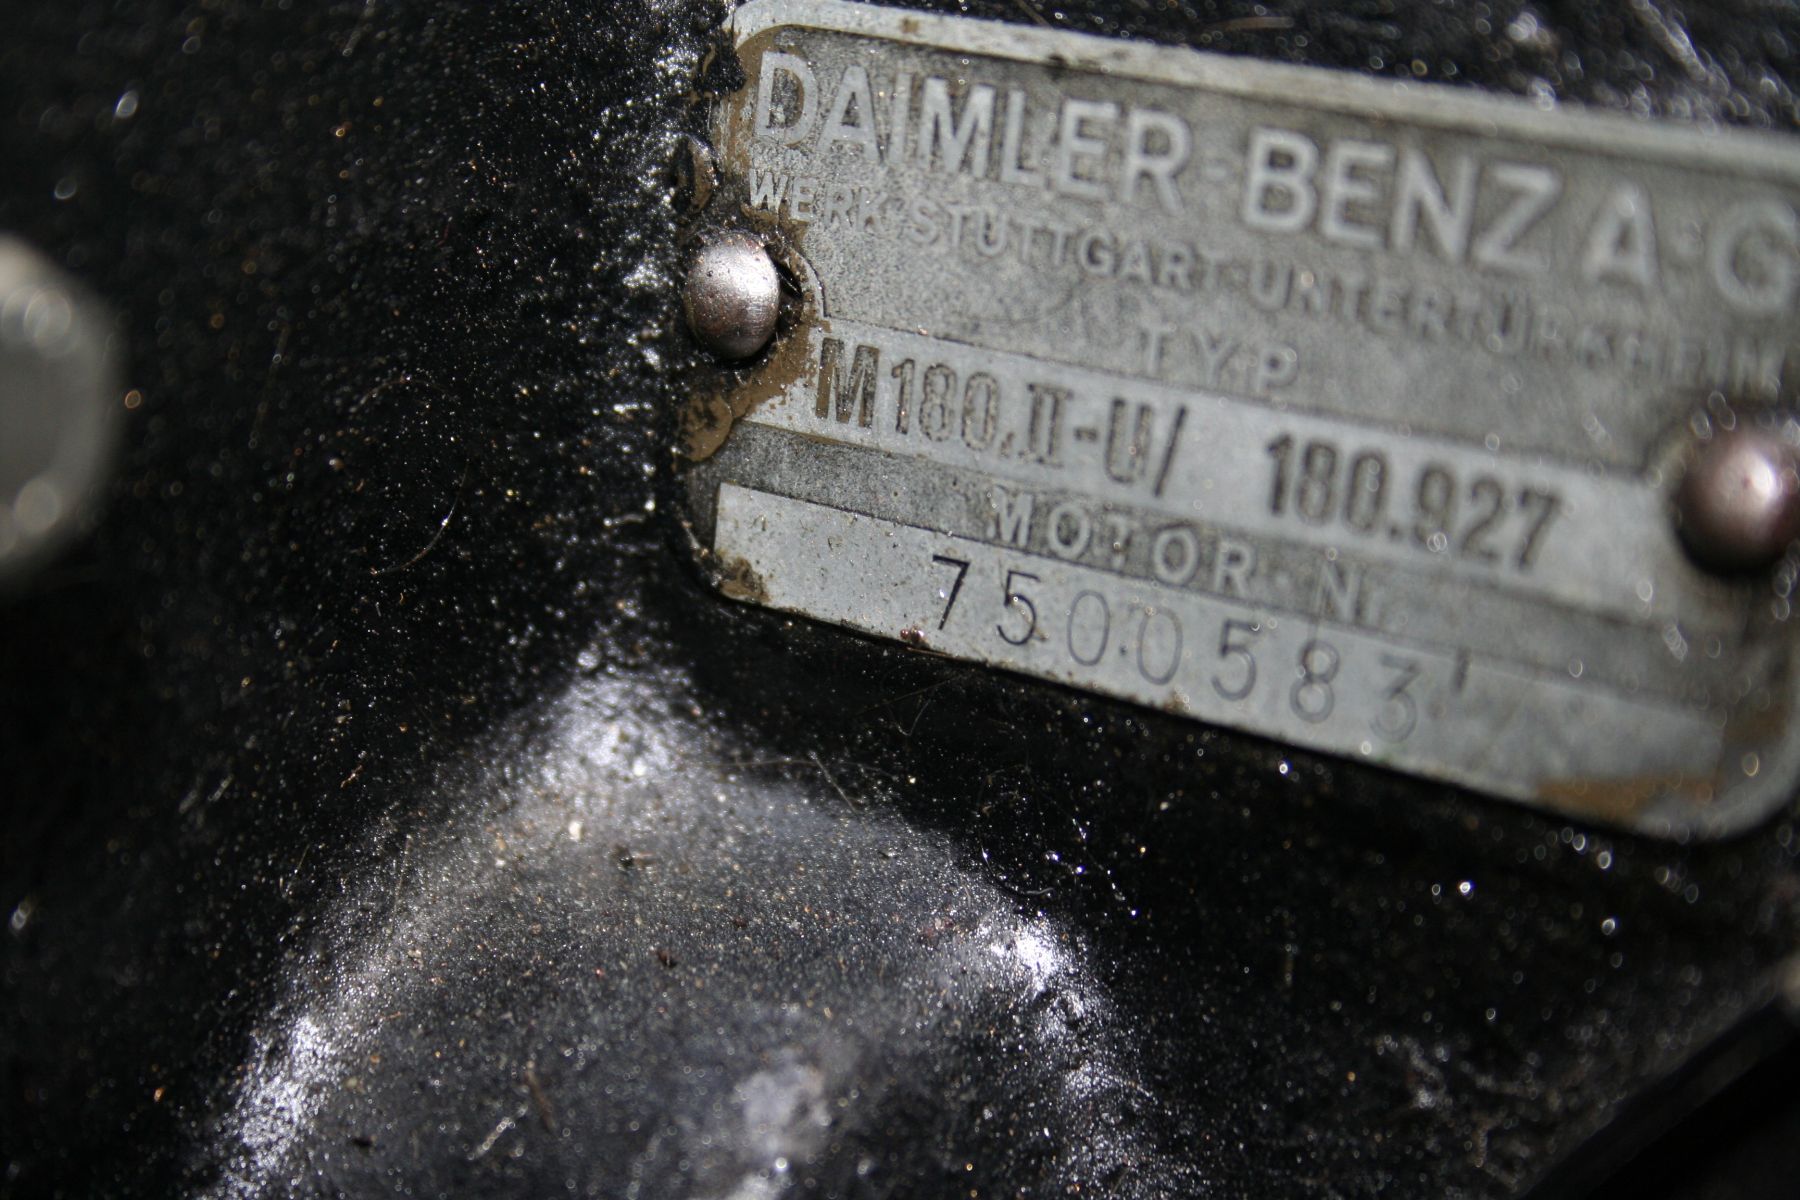 DAIMLER-BENZ A.G
WERK STUTTGART-UNTERTÜRKHEIM
TYP
M180.II-U/ 180.927
MOTOR-N
7500583